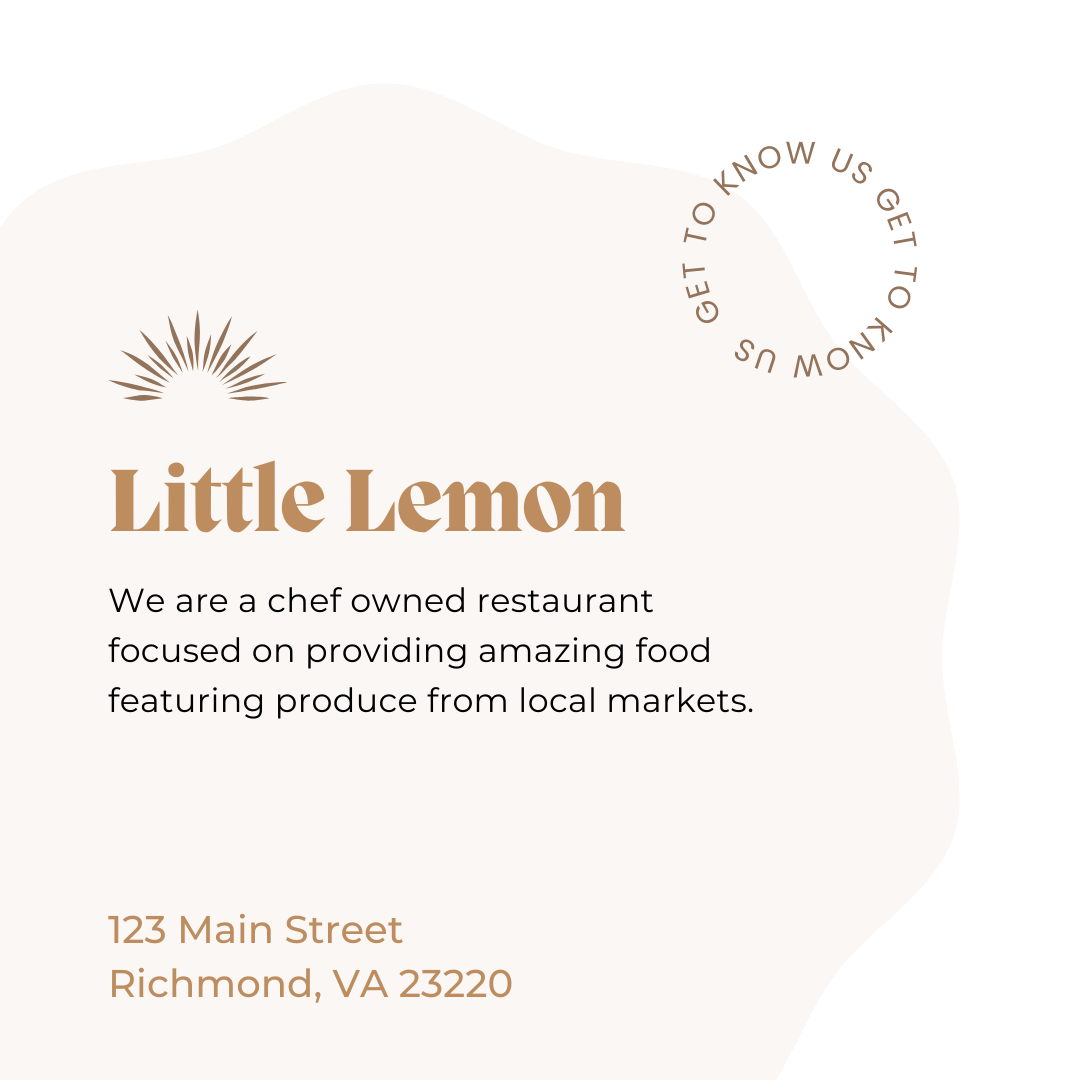 GET TO KNOW US GET TO KNOW US
Little Lemon
We are a chef owned restaurant
focused on providing amazing food
featuring produce from local markets.
123 Main Street
Richmond, VA 23220